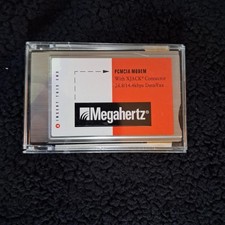 PCMCIA MODEM
With XJACK® Connector
INSERT THIS END
Megahertz®